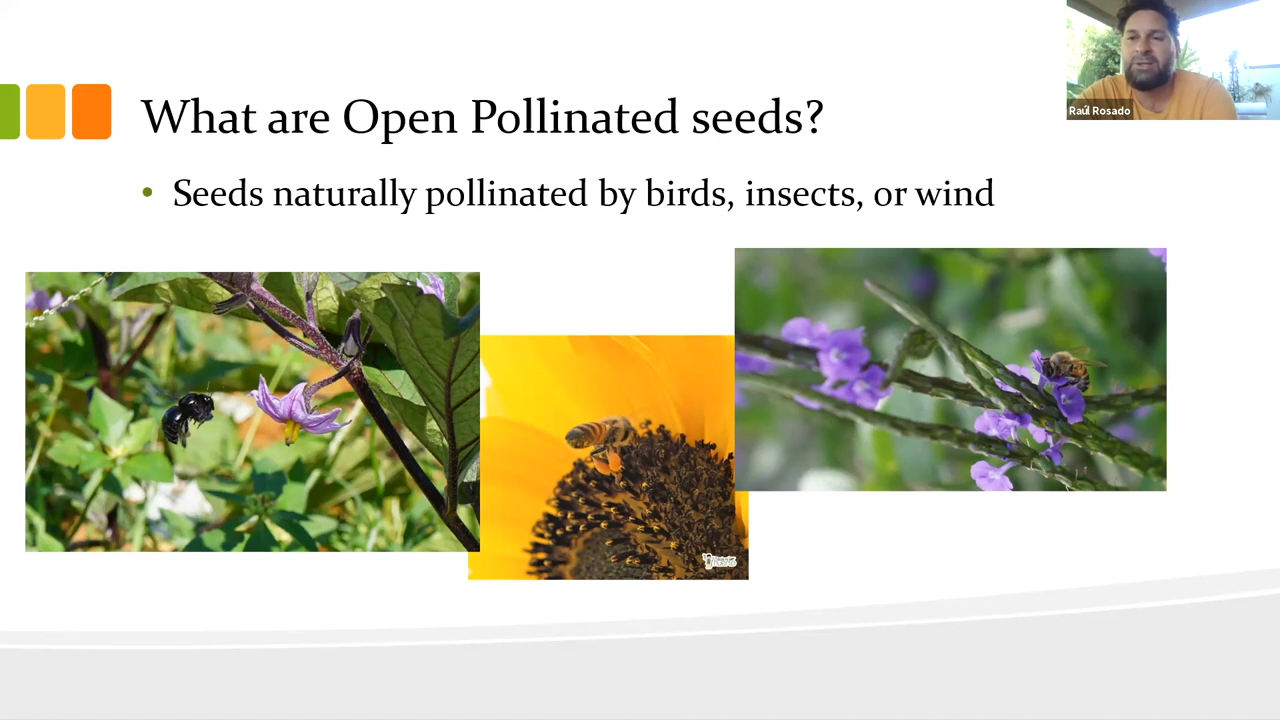 What are Open Pollinated seeds?
• Seeds naturally pollinated by birds, insects, or wind
Raúl Rosado